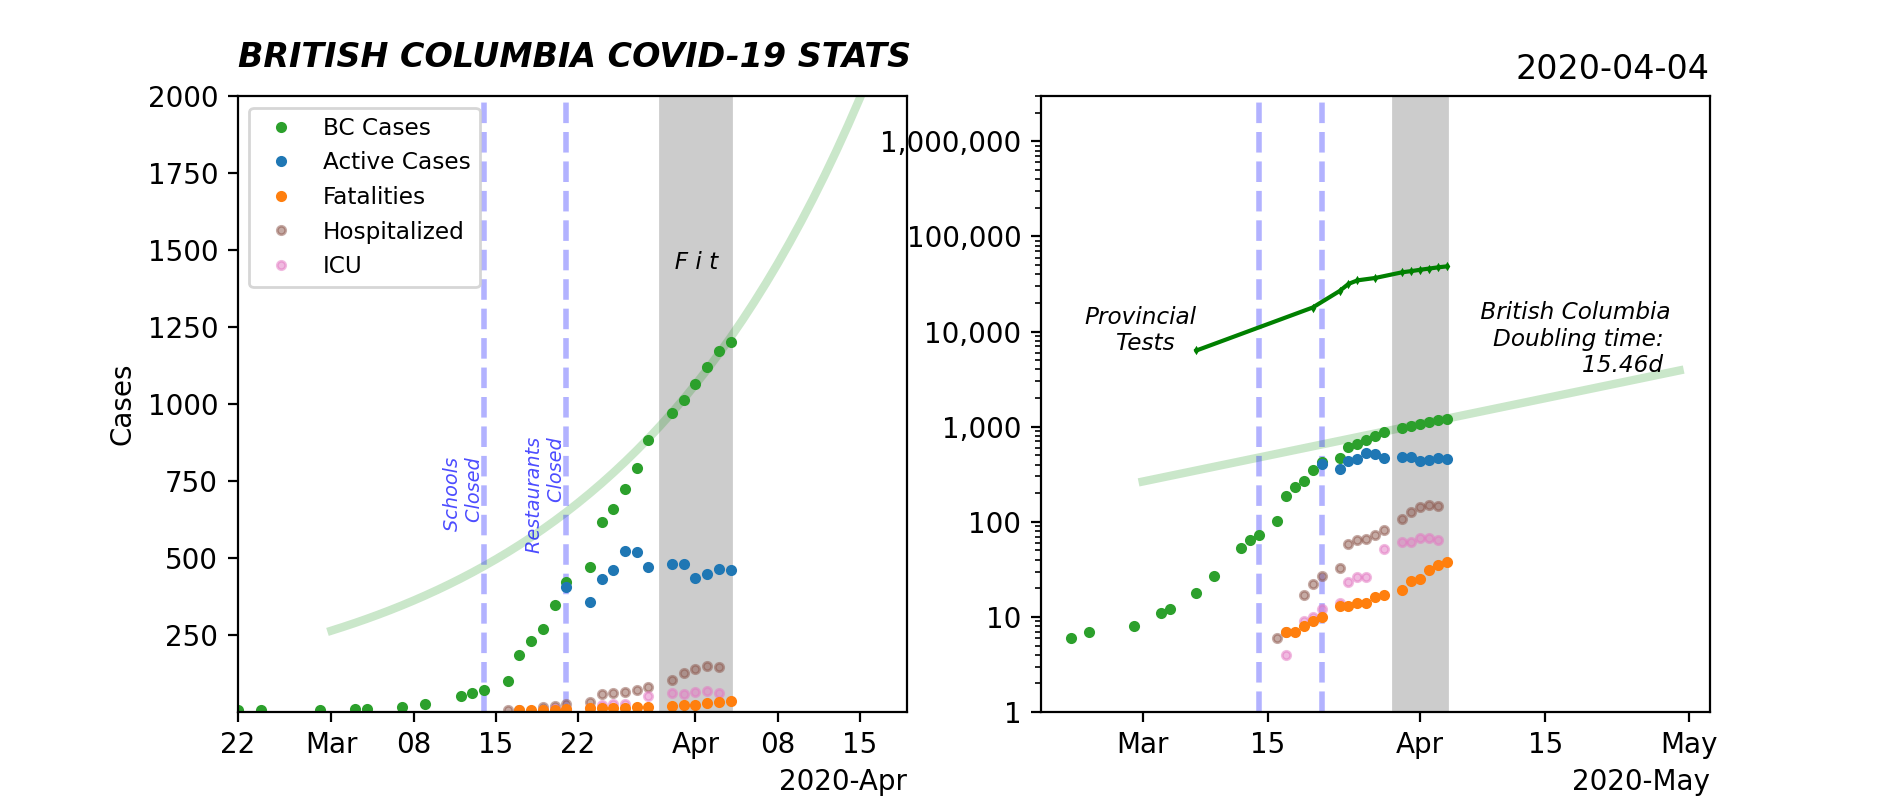 BRITISH COLUMBIA COVID-19 STATS
2020-04-04
2000
1750
1500
1250
1000
750
500
250
Cases
BC Cases
Active Cases
Fatalities
Hospitalized
ICU
F i t
Schools
Closed
Restaurants
Closed
22
Mar
08
15
22
Apr
08
15
2020-Apr
1,000,000
100,000
10,000
1,000
100
10
1
Provincial
Tests
British Columbia
Doubling time:
15.46d
Mar
15
Apr
15
May
2020-May